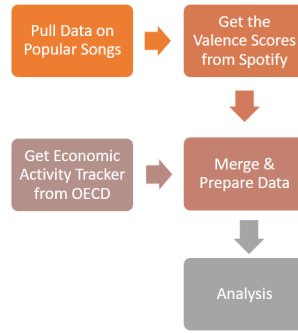 Pull Data on
Popular Songs
Get the
Valence Scores
from Spotify
Get Economic
Activity Tracker
from OECD
Merge &
Prepare Data
Analysis